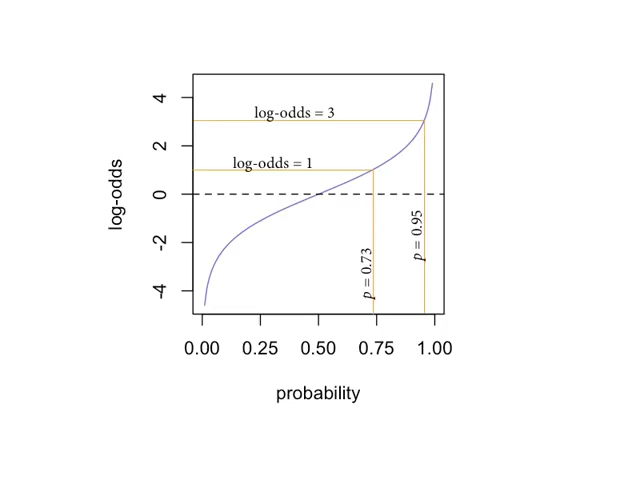 log-odds
4
2
0
-2
-4
log-odds = 3
log-odds = 1
p = 0.73
p = 0.95
0.00 0.25 0.50 0.75 1.00
probability